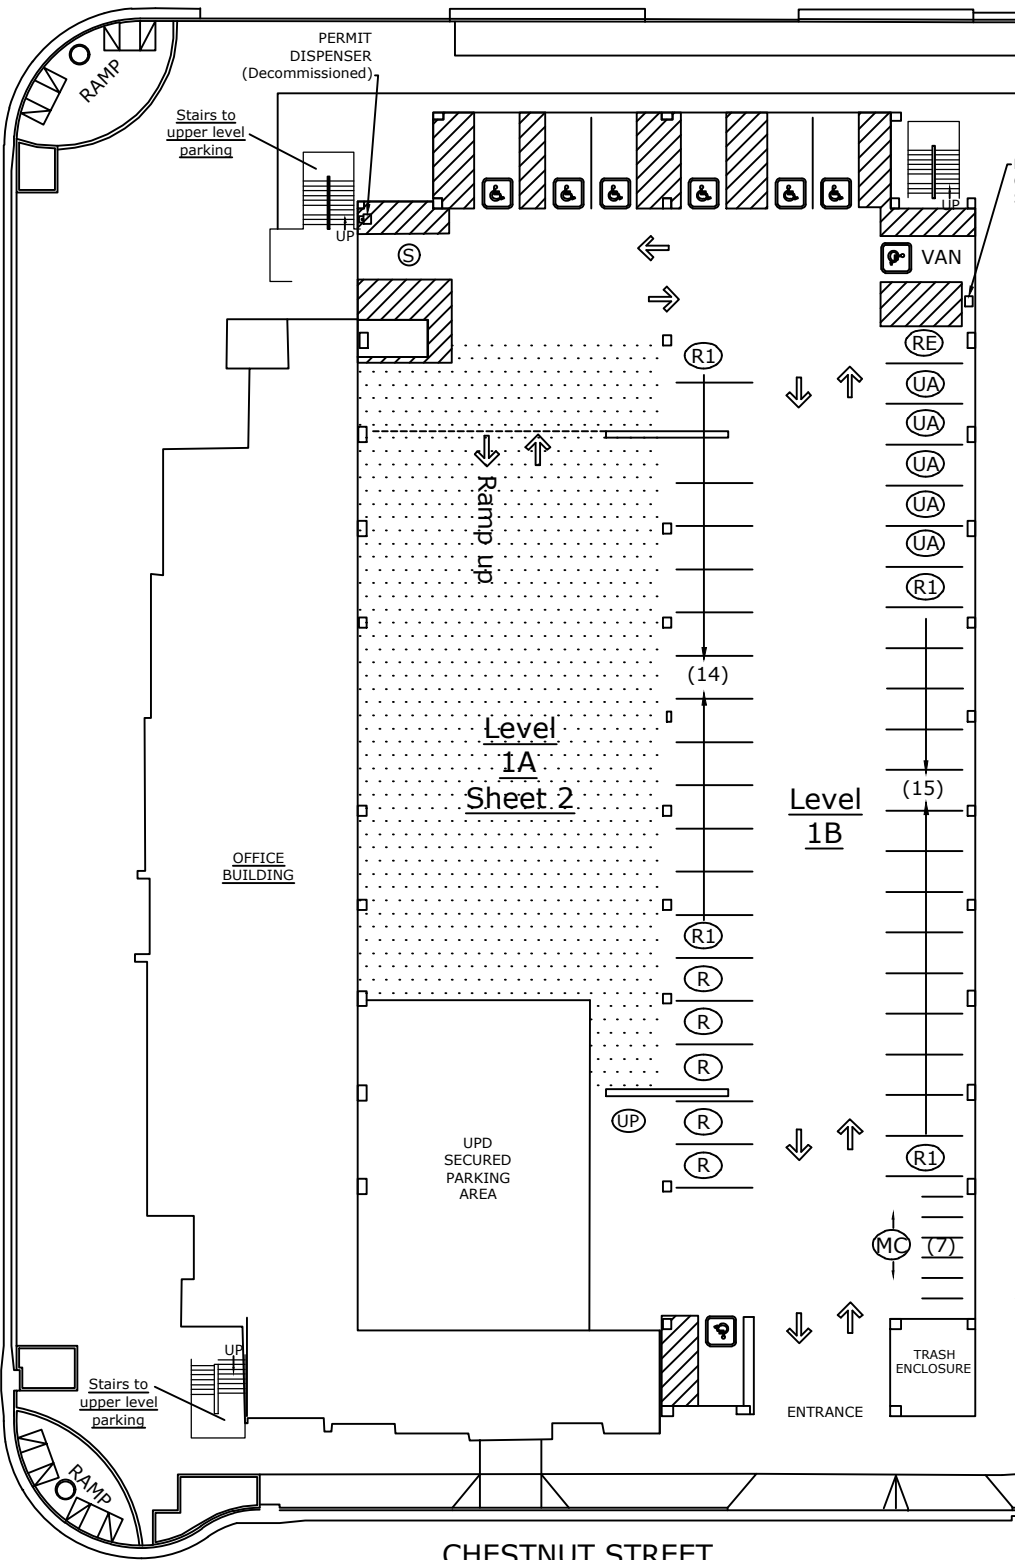 PERMIT
DISPENSER
(Decommissioned)
RAMP
Stairs to
upper level
parking
UP
UP
S
VAN
R1
RE
UA
UA
UA
UA
UA
R1
Ramp up
(14)
Level
1A
Sheet 2
(15)
Level
1B
OFFICE
BUILDING
R1
R
R
R
R
R
UP
UPD
SECURED
PARKING
AREA
R1
MC
(7)
UP
TRASH
ENCLOSURE
Stairs to
upper level
parking
ENTRANCE
RAMP
CHESTNUT STREET